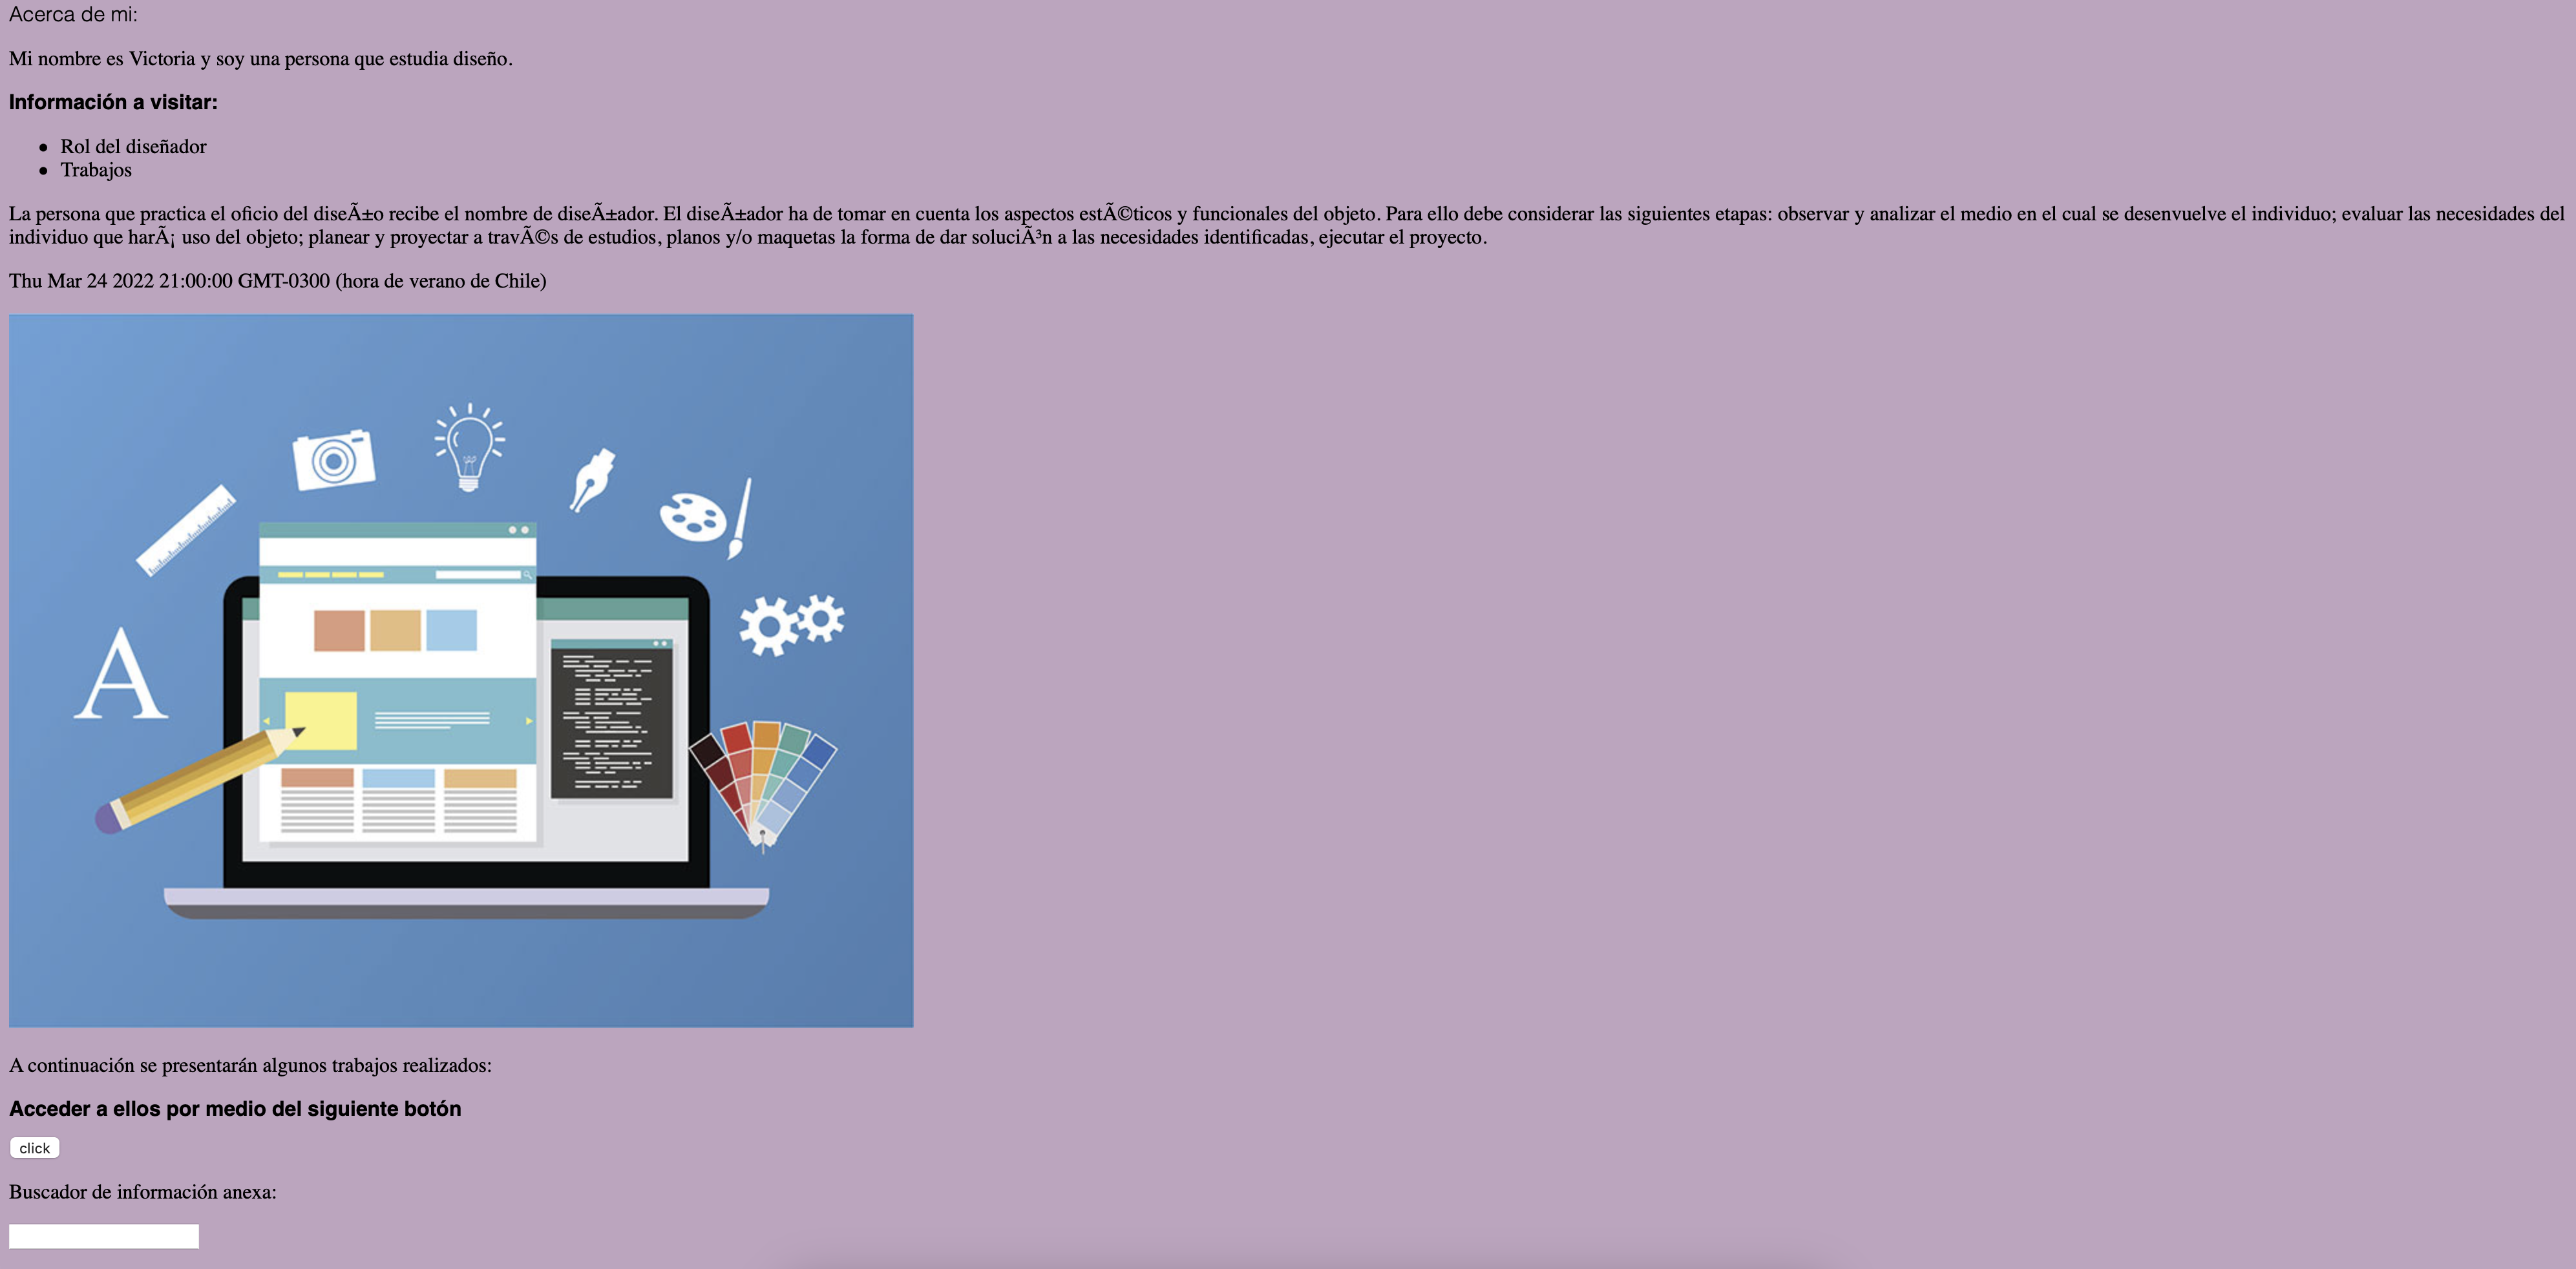 Acerca de mi:
Mi nombre es Victoria y soy una persona que estudia diseño.
Información a visitar:
Rol del diseñador
Trabajos
La persona que practica el oficio del diseÃ±o recibe el nombre de diseÃ±ador. El diseÃ±ador ha de tomar en cuenta los aspectos estÃ©ticos y funcionales del objeto. Para ello debe considerar las siguientes etapas: observar y analizar el medio en el cual se desenvuelve el individuo; evaluar las necesidades del
individuo que harÃ¡ uso del objeto; planear y proyectar a travÃ©s de estudios, planos y/o maquetas la forma de dar soluciÃ³n a las necesidades identificadas, ejecutar el proyecto.
Thu Mar 24 2022 21:00:00 GMT-0300 (hora de verano de Chile)
A
A continuación se presentarán algunos trabajos realizados:
Acceder a ellos por medio del siguiente botón
click
Buscador de información anexa: